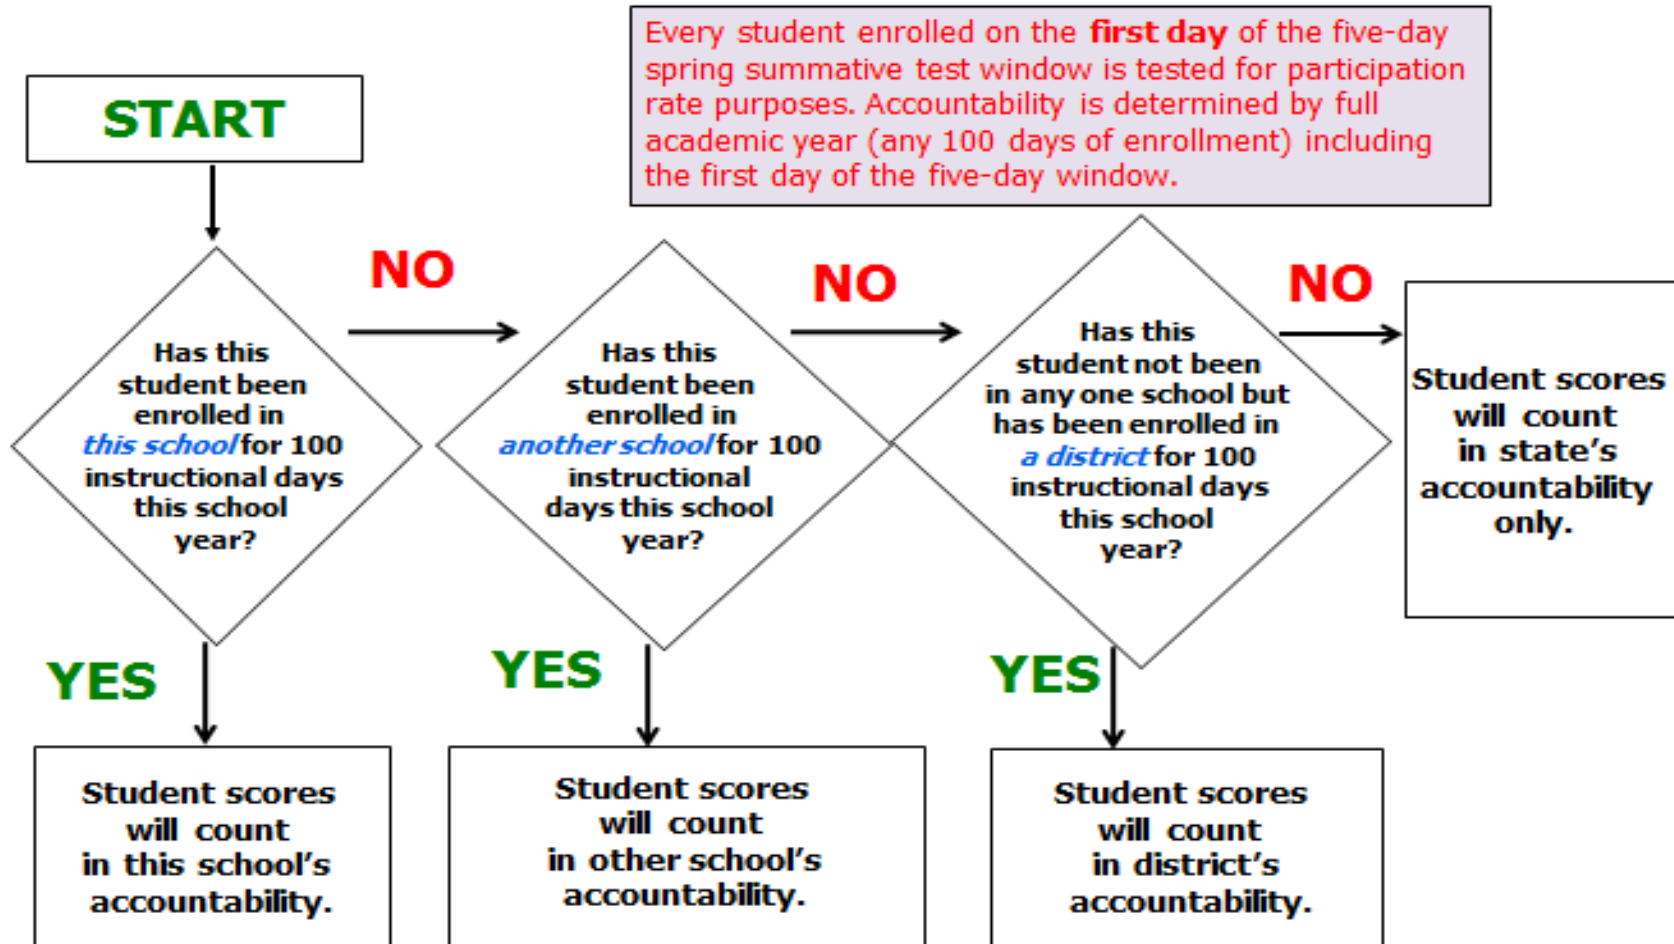 Every student enrolled on the first day of the five-day
spring summative test window is tested for participation
rate purposes. Accountability is determined by full
academic year (any 100 days of enrollment) including
the first day of the five-day window.
START
NO
NO
NO
Has this
student been
enrolled in
this school for 100
instructional days
this school
year?
Has this
student been
enrolled in
another school for 100
instructional
days this school
year?
Has this
student not been
in any one school but
has been enrolled in
a district for 100
instructional days
this school
year?
Student scores
will count
in state's
accountability
only.
YES
YES
YES
Student scores
will count
in this school's
accountability.
Student scores
will count
in other school's
accountability.
Student scores
will count
in district's
accountability.